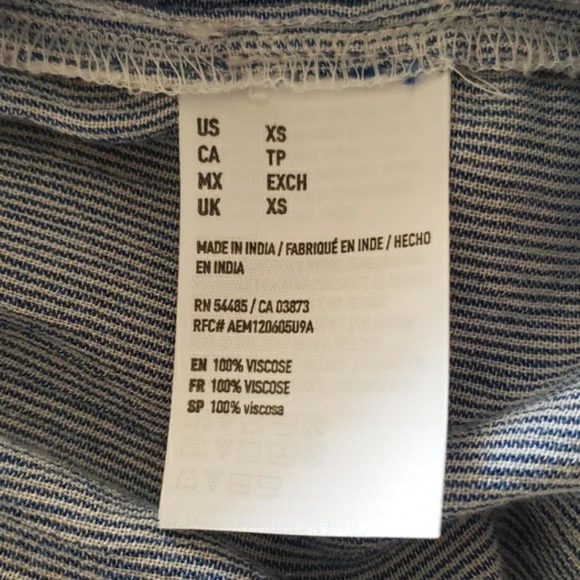 US XS
CA TP
MX EXCH
UK XS
MADE IN INDIA / FABRIQUÉ EN INDE / HECHO
EN INDIA
RN 54485 / CA 03873
RFC# AEM120605U9A
EN 100% VISCOSE
FR 100% VISCOSE
SP 100% viscosa